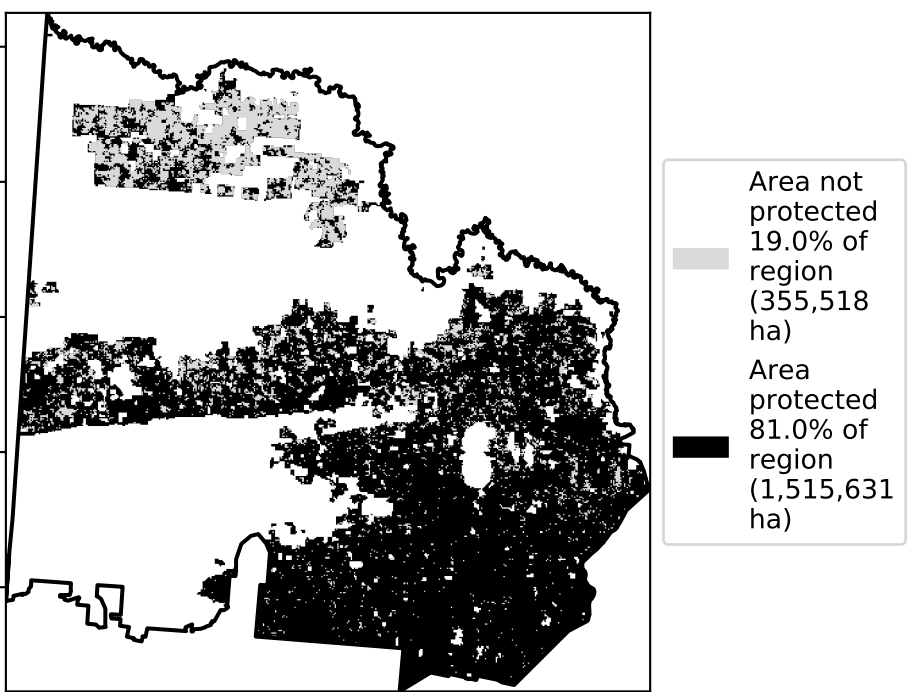 Area not
protected
19.0% of
region
(355,518
ha)
Area
protected
81.0% of
region
(1,515,631
ha)